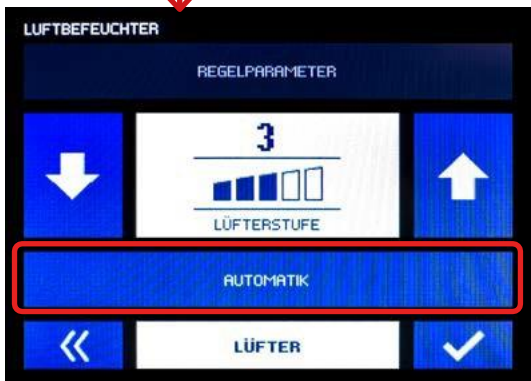 LUFTBEFEUCHTER
REGELPARAMETER
3
LÜFTERSTUFE
AUTOMATIK
LÜFTER